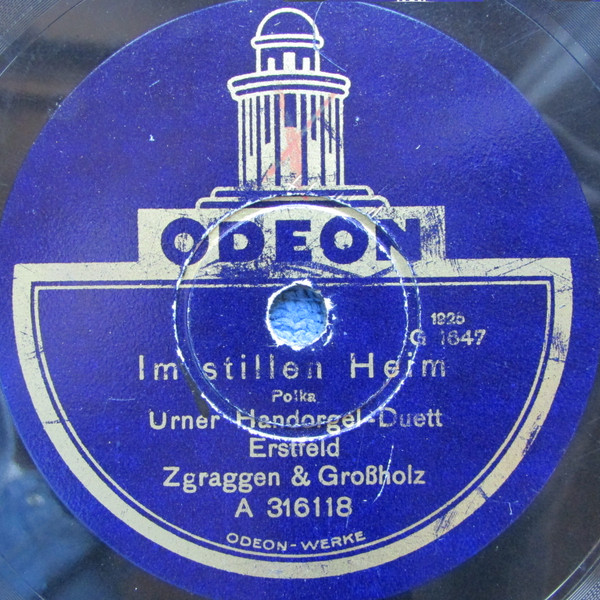 ODEON
1925
G 1647
Im stillen Heim
Polka
Urner Handorgel-Duett
Erstfeld
Zgraggen & Großholz
A 316118
ODEON-WERKE